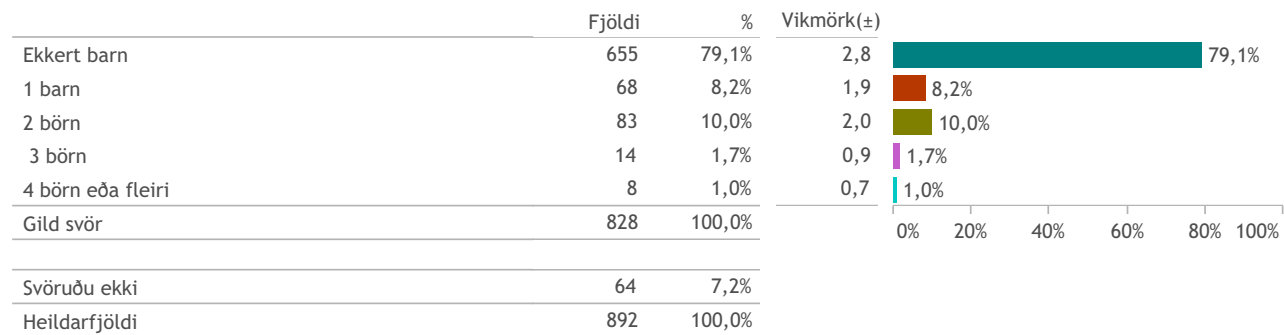 Fjöldi % Vikmörk(±)
Ekkert barn 655 79,1% 2,8 79,1%
1 barn 68 8,2% 1,9 8,2%
2 börn 83 10,0% 2,0 10,0%
3 börn 14 1,7% 0,9 1,7%
4 börn eða fleiri 8 1,0% 0,7 1,0%
Gild svör 828 100,0%
0% 20% 40% 60% 80% 100%
Svöruðu ekki 64 7,2%
Heildarfjöldi 892 100,0%